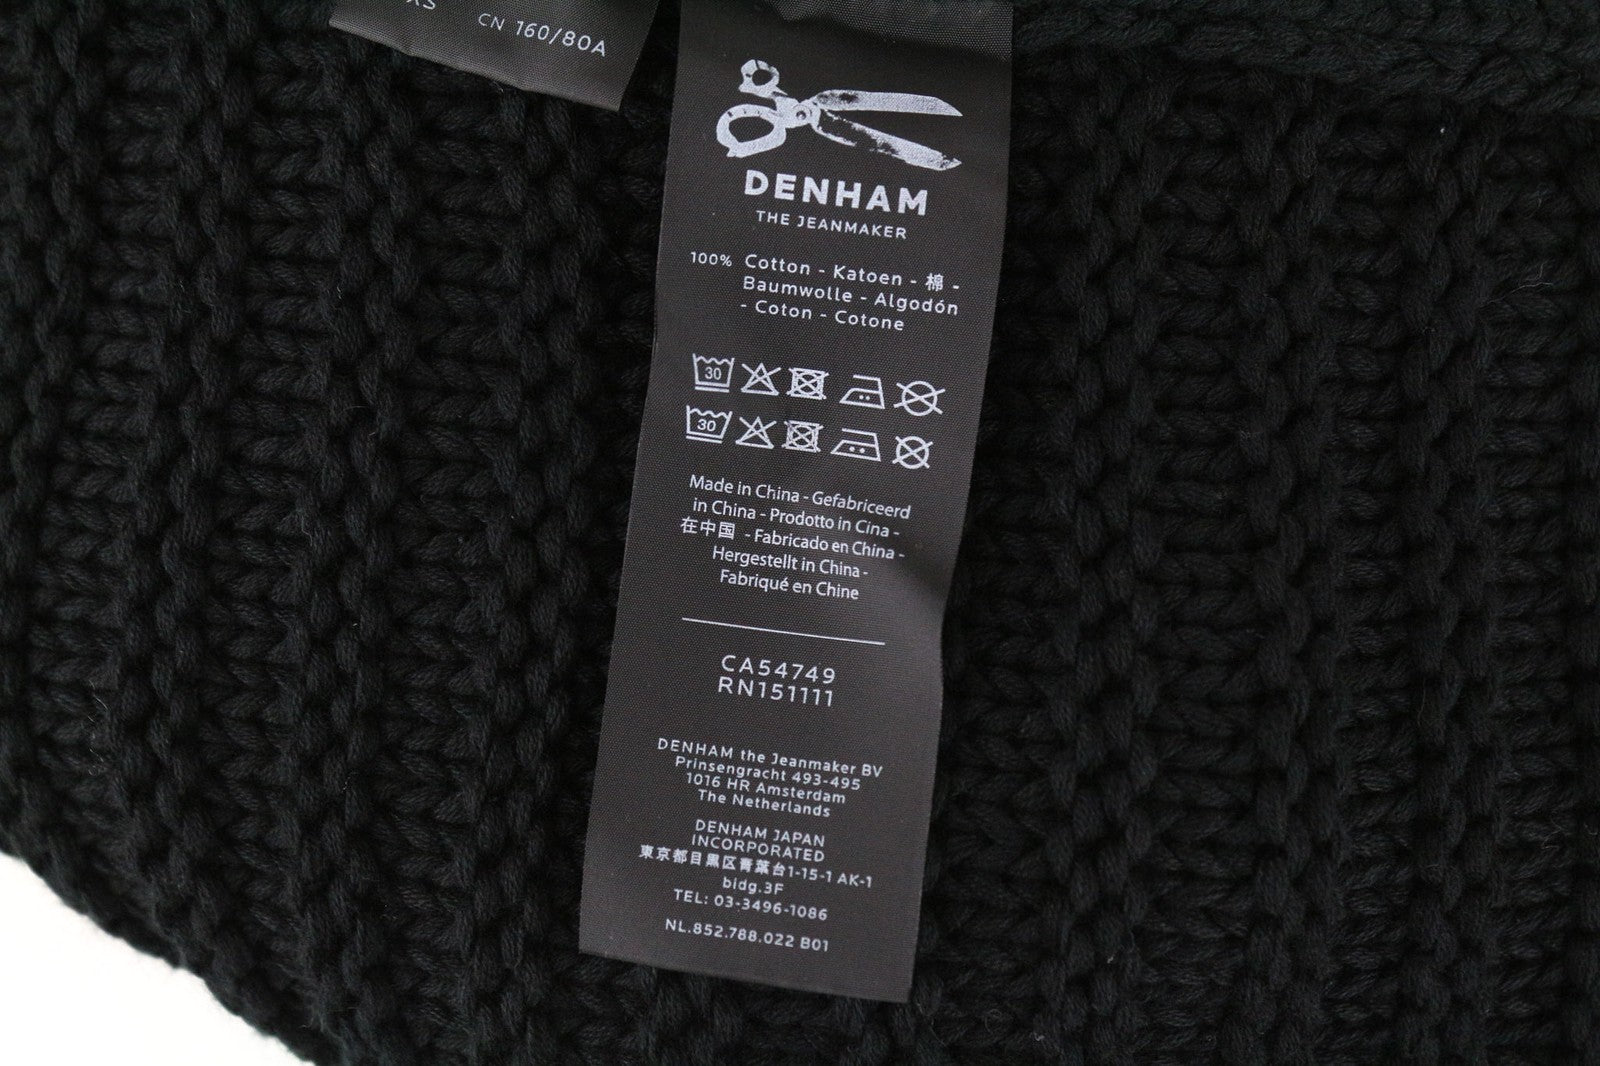 XS CN 160/80A
DENHAM
THE JEANMAKER
100% Cotton - Katoen - 棉 -
Baumwolle - Algodón
- Coton - Cotone
30
30
Made in China - Gefabriceerd
in China - Prodotto in Cina -
在中国 - Fabricado en China -
Hergestellt in China -
Fabriqué en Chine
CA54749
RN151111
DENHAM the Jeanmaker BV
Prinsengracht 493-495
1016 HR Amsterdam
The Netherlands
DENHAM JAPAN
INCORPORATED
東京都目黒区青葉台1-15-1 AK-1
bldg.3F
TEL: 03-3496-1086
NL.852.788.022 B01